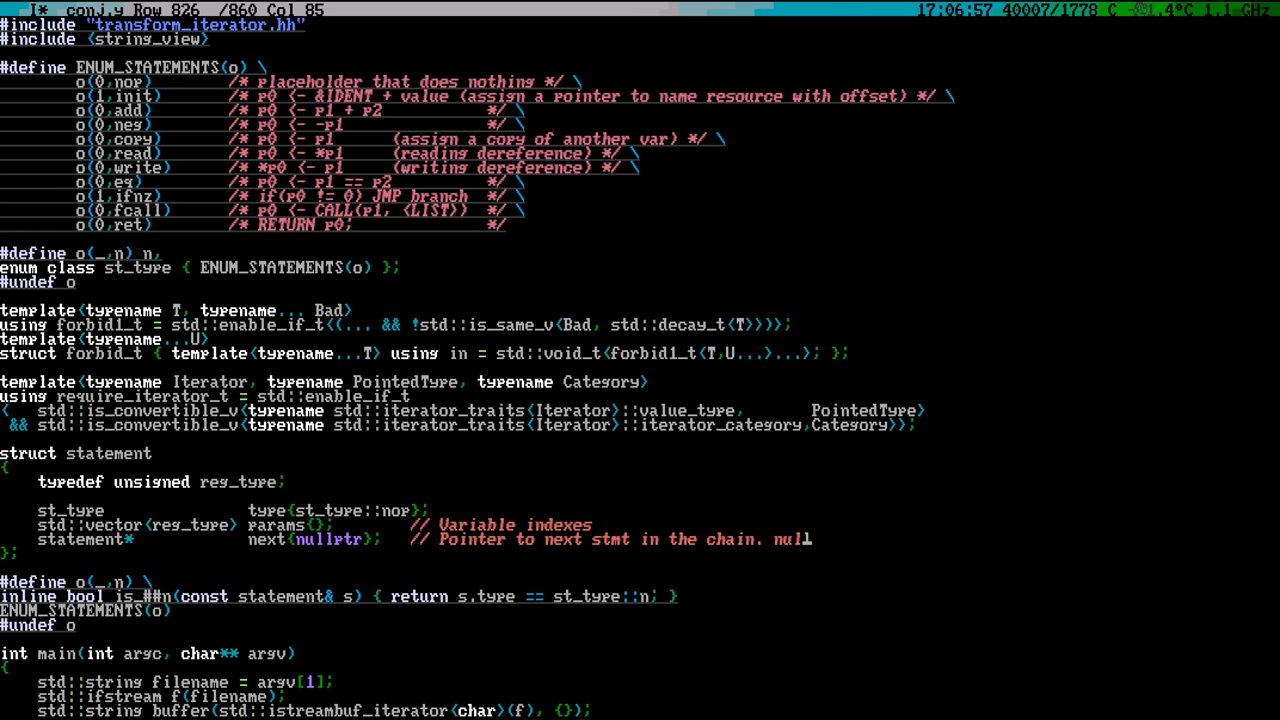 I* conj.y Row 826 /860 Col 85 17:06:57 40007/1778 C 1.4°C 1.1 GHz
#include "transform_iterator.hh"
#include <string_view>
#define ENUM_STATEMENTS(o) \
o(0,nop) /* placeholder that does nothing */ \
o(1,init) /* p0 <- &IDENT + value (assign a pointer to name resource with offset) */ \
o(0,add) /* p0 <- p1 + p2 */ \
o(0,neg) /* p0 <- -p1 */ \
o(0,copy) /* p0 <- p1 (assign a copy of another var) */ \
o(0,read) /* p0 <- *p1 (reading dereference) */ \
o(0,write) /* *p0 <- p1 (writing dereference) */ \
o(0,eq) /* p0 <- p1 == p2 */ \
o(1,ifnz) /* if(p0 != 0) JMP branch */ \
o(0,fcall) /* p0 <- CALL(p1, <LIST>) */ \
o(0,ret) /* RETURN p0; */
#define o(_,n) n,
enum class st_type { ENUM_STATEMENTS(o) };
#undef o
template<typename T, typename... Bad>
using forbid1_t = std::enable_if_t<(... && !std::is_same_v<Bad, std::decay_t<T>>)>;
template<typename...U>
struct forbid_t { template<typename...T> using in = std::void_t<forbid1_t<T,U...>...>; };
template<typename Iterator, typename PointedType, typename Category>
using require_iterator_t = std::enable_if_t
< std::is_convertible_v<typename std::iterator_traits<Iterator>::value_type, PointedType>
&& std::is_convertible_v<typename std::iterator_traits<Iterator>::iterator_category,Category>>;
struct statement
{
typedef unsigned reg_type;
st_type type{st_type::nop};
std::vector<reg_type> params{}; // Variable indexes
statement* next{nullptr}; // Pointer to next stmt in the chain. nul
};
#define o(_,n) \
inline bool is_##n(const statement& s) { return s.type == st_type::n; }
ENUM_STATEMENTS(o)
#undef o
int main(int argc, char** argv)
{
std::string filename = argv[1];
std::ifstream f(filename);
std::string buffer(std::istreambuf_iterator<char>(f), {});